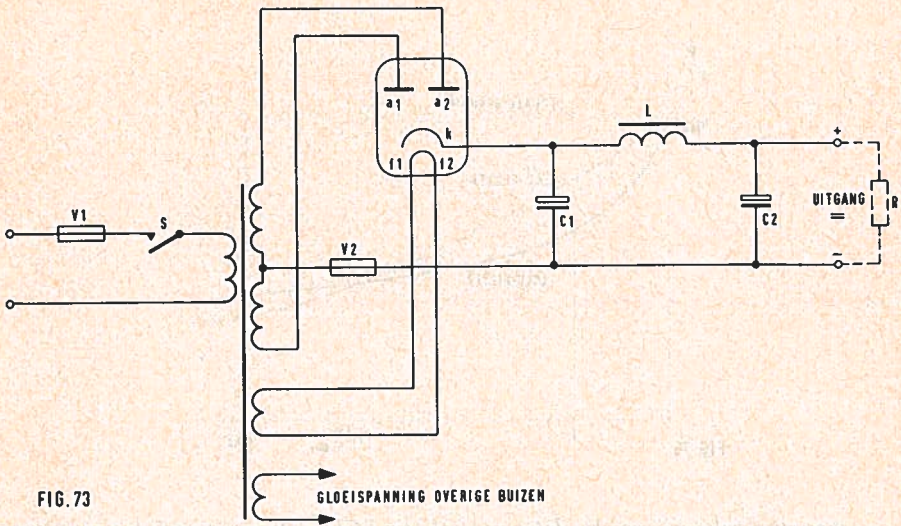 a1
a2
k
f1 f2
L
+
V1
S
C1
C2
UITGANG
=
R
V2
−
FIG.73
GLOEISPANNING OVERIGE BUIZEN